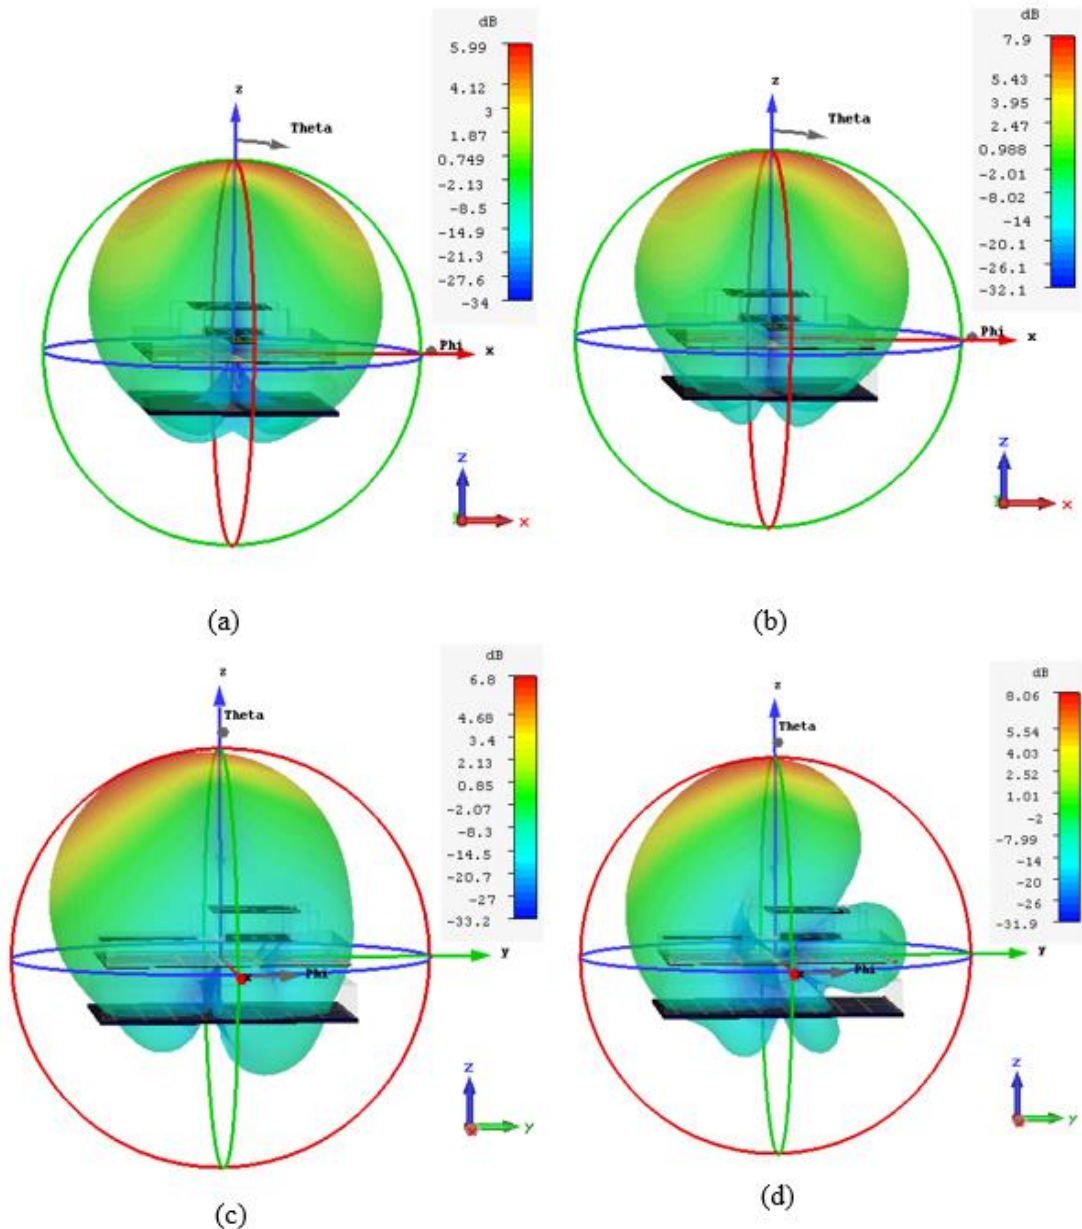 dB
5.99
4.12
3
1.87
0.749
-2.13
-8.5
-14.9
-21.3
-27.6
-34
z
Theta
Phi
x
z
x
(a)
dB
7.9
5.43
3.95
2.47
0.988
-2.01
-8.02
-14
-20.1
-26.1
-32.1
z
Theta
Phi
x
z
x
(b)
dB
6.8
4.68
3.4
2.13
0.85
-2.07
-8.3
-14.5
-20.7
-27
-33.2
z
Theta
y
x
Phi
z
y
x
(c)
dB
8.06
5.54
4.03
2.52
1.01
-2
-7.99
-14
-20
-26
-31.9
z
Theta
y
x
Phi
z
y
x
(d)